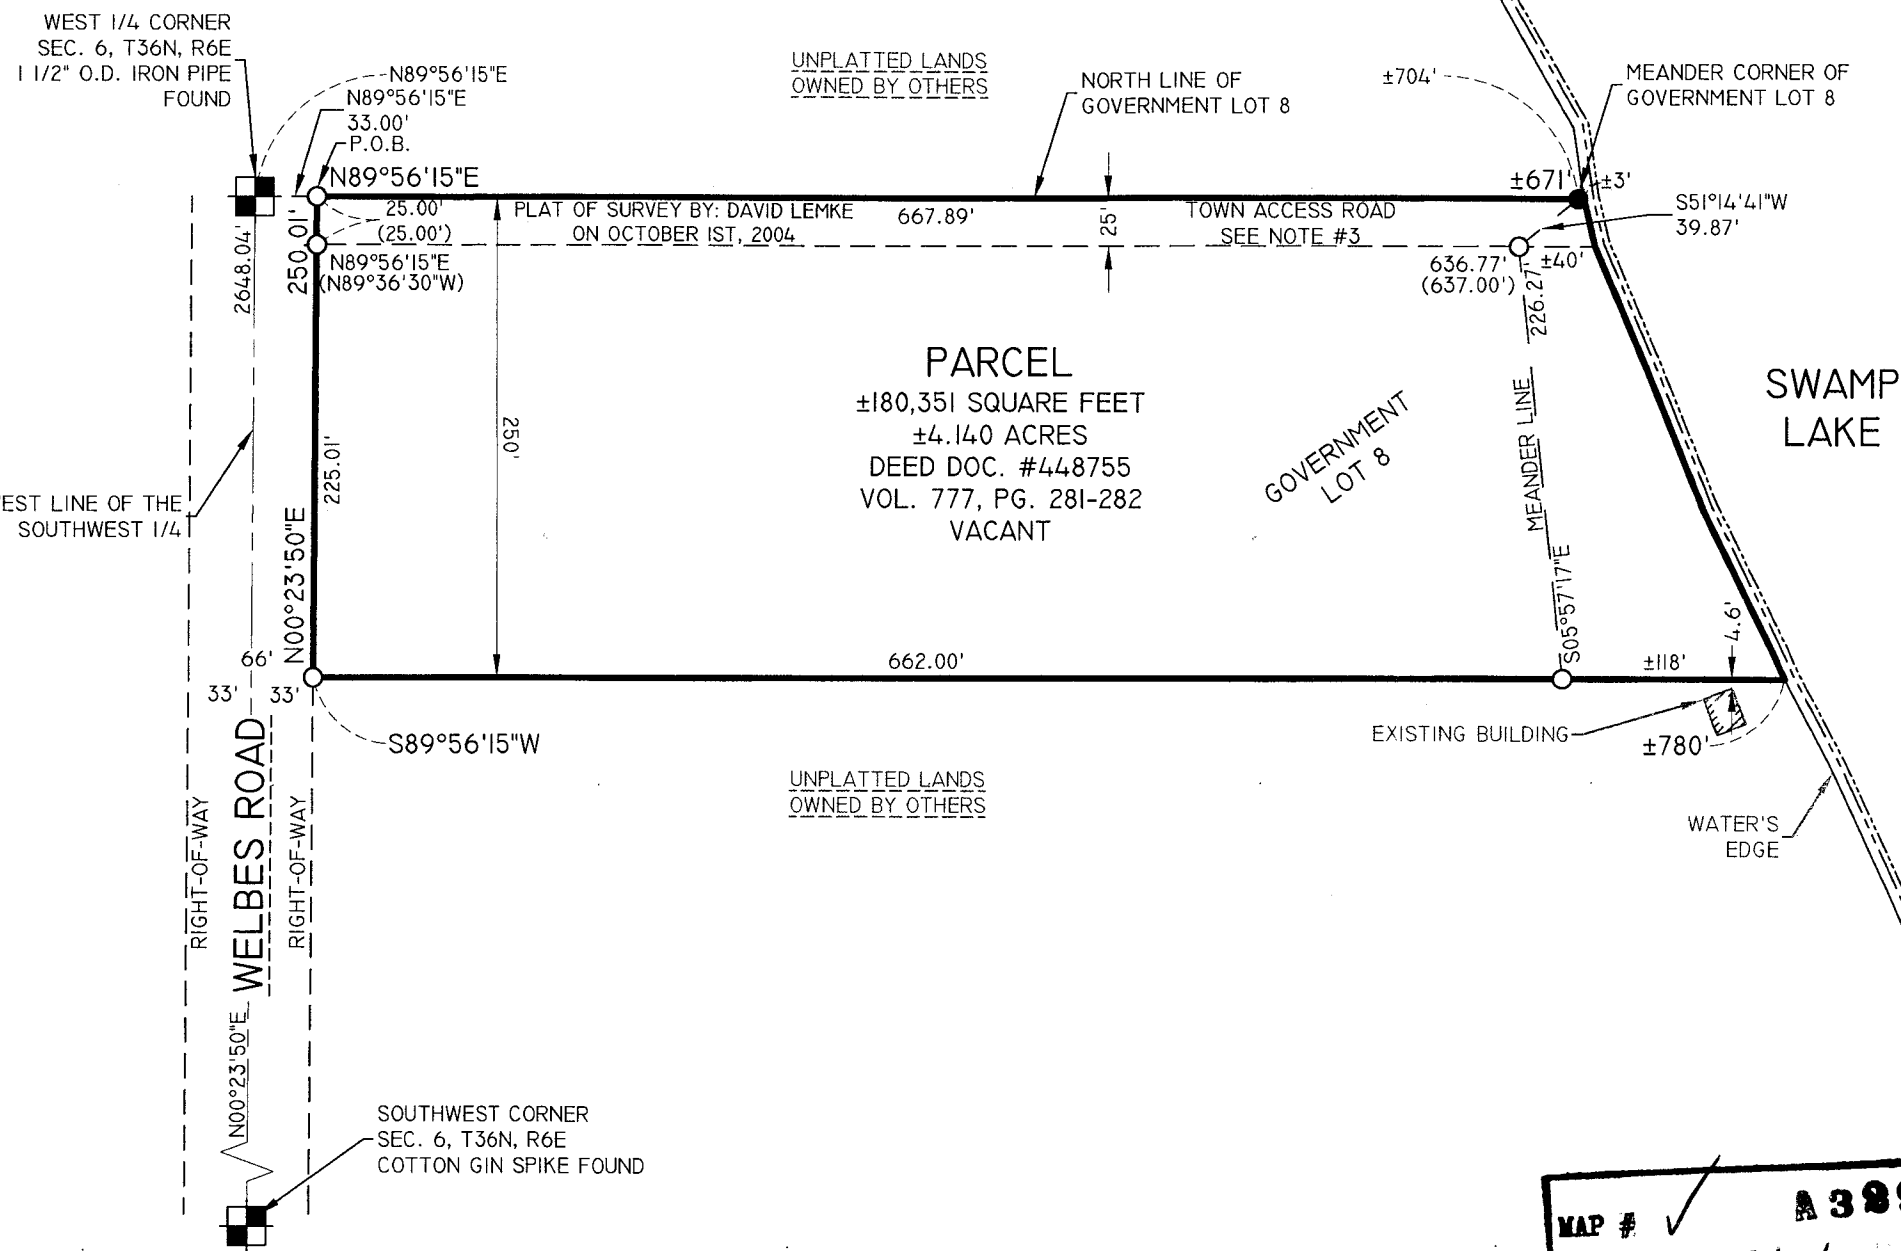 WEST 1/4 CORNER
SEC. 6, T36N, R6E
1 1/2" O.D. IRON PIPE
FOUND
N89°56'15"E
N89°56'15"E
33.00'
P.O.B.
UNPLATTED LANDS
OWNED BY OTHERS
NORTH LINE OF
GOVERNMENT LOT 8
±704'
MEANDER CORNER OF
GOVERNMENT LOT 8
N89°56'15"E
±671'
±3'
25.00'
(25.00')
PLAT OF SURVEY BY: DAVID LEMKE
ON OCTOBER 1ST, 2004
667.89'
25'
TOWN ACCESS ROAD
SEE NOTE #3
S51°14'41"W
39.87'
N89°56'15"E
(N89°36'30"W)
636.77'
(637.00')
±40'
2648.04'
250.01'
226.27'
PARCEL
±180,351 SQUARE FEET
±4.140 ACRES
DEED DOC. #448755
VOL. 777, PG. 281-282
VACANT
GOVERNMENT
LOT 8
MEANDER LINE
SWAMP
LAKE
250'
225.01'
EST LINE OF THE
SOUTHWEST 1/4
N00°23'50"E
S05°57'17"E
4.6'
662.00'
±118'
66'
33'
33'
S89°56'15"W
EXISTING BUILDING
±780'
UNPLATTED LANDS
OWNED BY OTHERS
WATER'S
EDGE
RIGHT-OF-WAY
WELBES ROAD
RIGHT-OF-WAY
N00°23'50"E
SOUTHWEST CORNER
SEC. 6, T36N, R6E
COTTON GIN SPIKE FOUND
MAP #